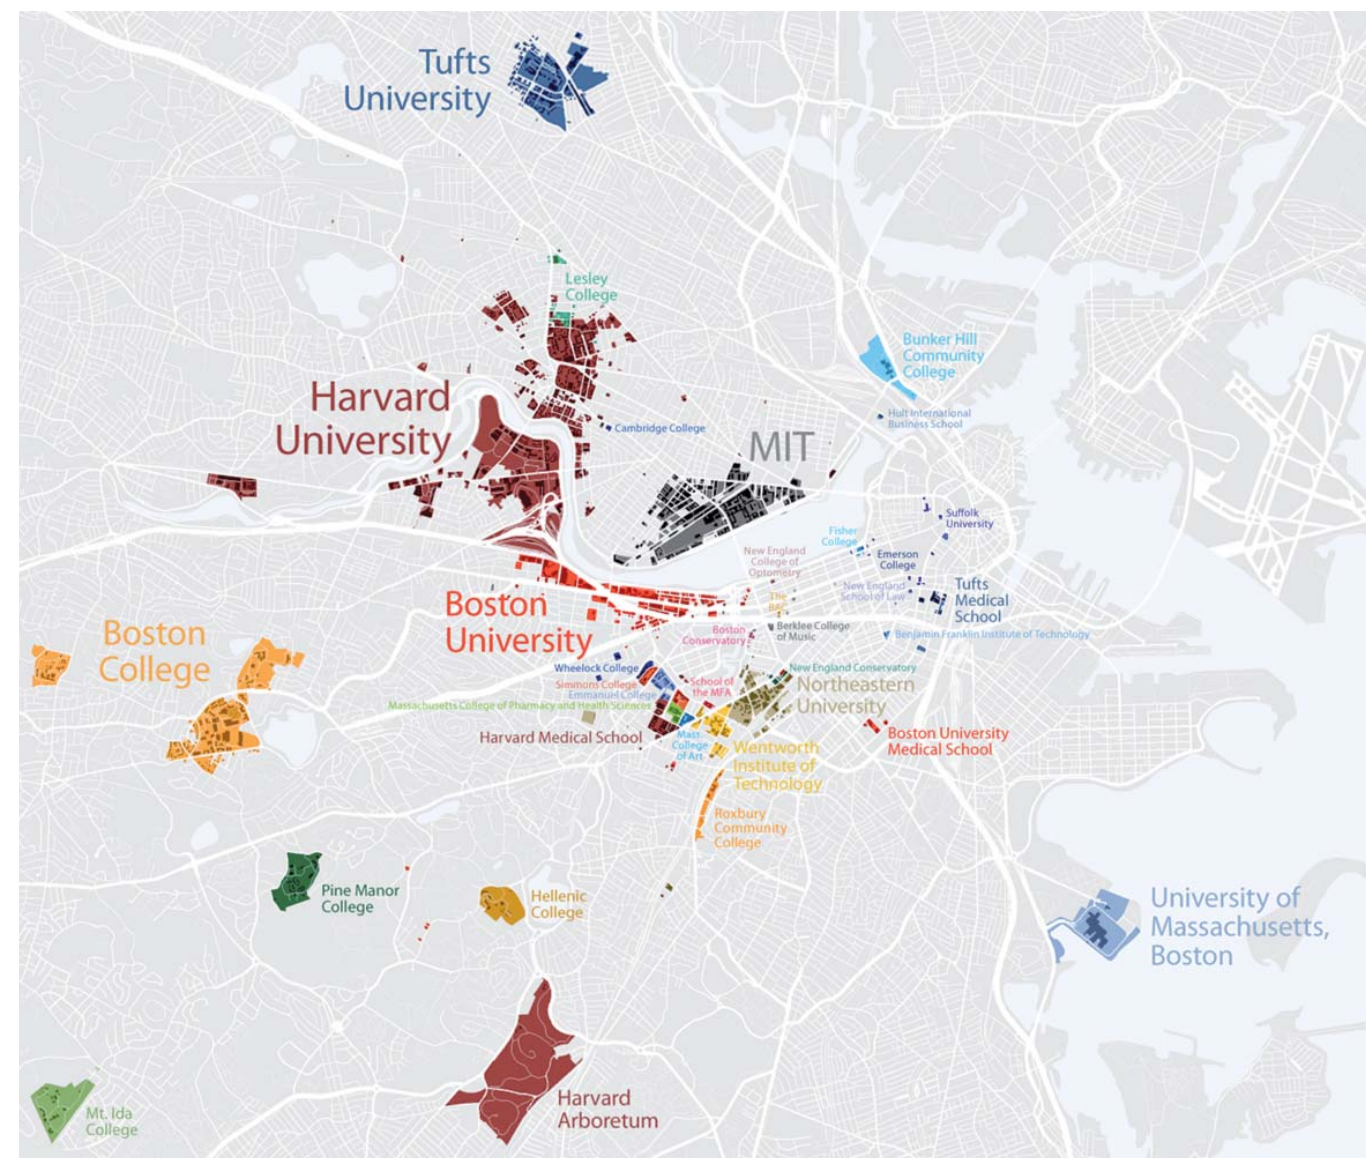 Tufts
University
Lesley
College
Bunker Hill
Community
College
Harvard
University
Hult International
Business School
Cambridge College
MIT
Suffolk
University
Fisher
College
Emerson
College
New England
College of
Optometry
New England
School of Law
Tufts
Medical
School
The
BAC
Boston
University
Berklee College
of Music
Boston
Conservatory
Benjamin Franklin Institute of Technology
Boston
College
Wheelock College
New England Conservatory
Simmons College
School of
the MFA
Emmanuel College
Northeastern
University
Massachusetts College of Pharmacy and Health Sciences
Harvard Medical School
Mass
College
of Art
Boston University
Medical School
Wentworth
Institute of
Technology
Roxbury
Community
College
Pine Manor
College
Hellenic
College
University of
Massachusetts,
Boston
Harvard
Arboretum
Mt. Ida
College